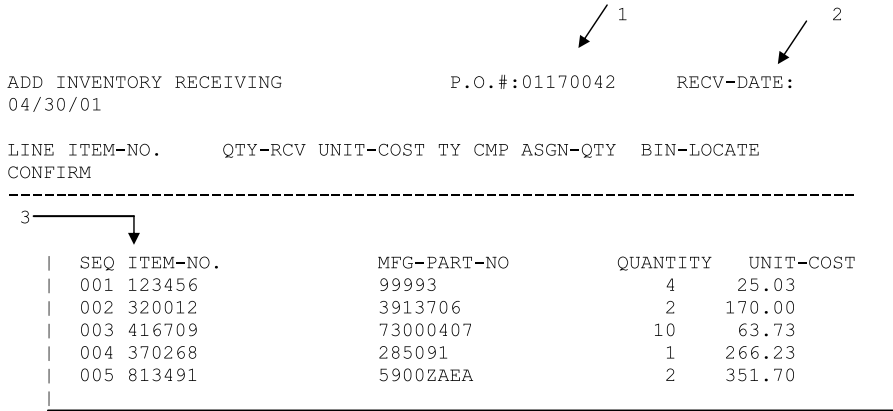 1 2
ADD INVENTORY RECEIVING P.O.#:01170042 RECV-DATE:
04/30/01
LINE ITEM-NO. QTY-RCV UNIT-COST TY CMP ASGN-QTY BIN-LOCATE
CONFIRM
3
SEQ ITEM-NO. MFG-PART-NO QUANTITY UNIT-COST
001 123456 99993 4 25.03
002 320012 3913706 2 170.00
003 416709 73000407 10 63.73
004 370268 285091 1 266.23
005 813491 5900ZAEA 2 351.70